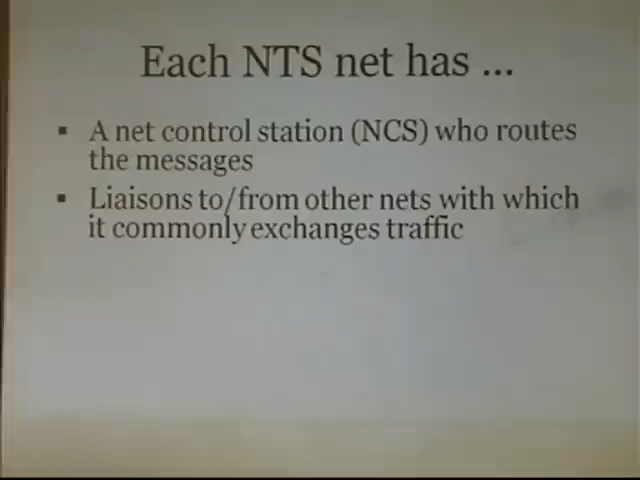 Each NTS net has ...
▪ A net control station (NCS) who routes
the messages
▪ Liaisons to/from other nets with which
it commonly exchanges traffic